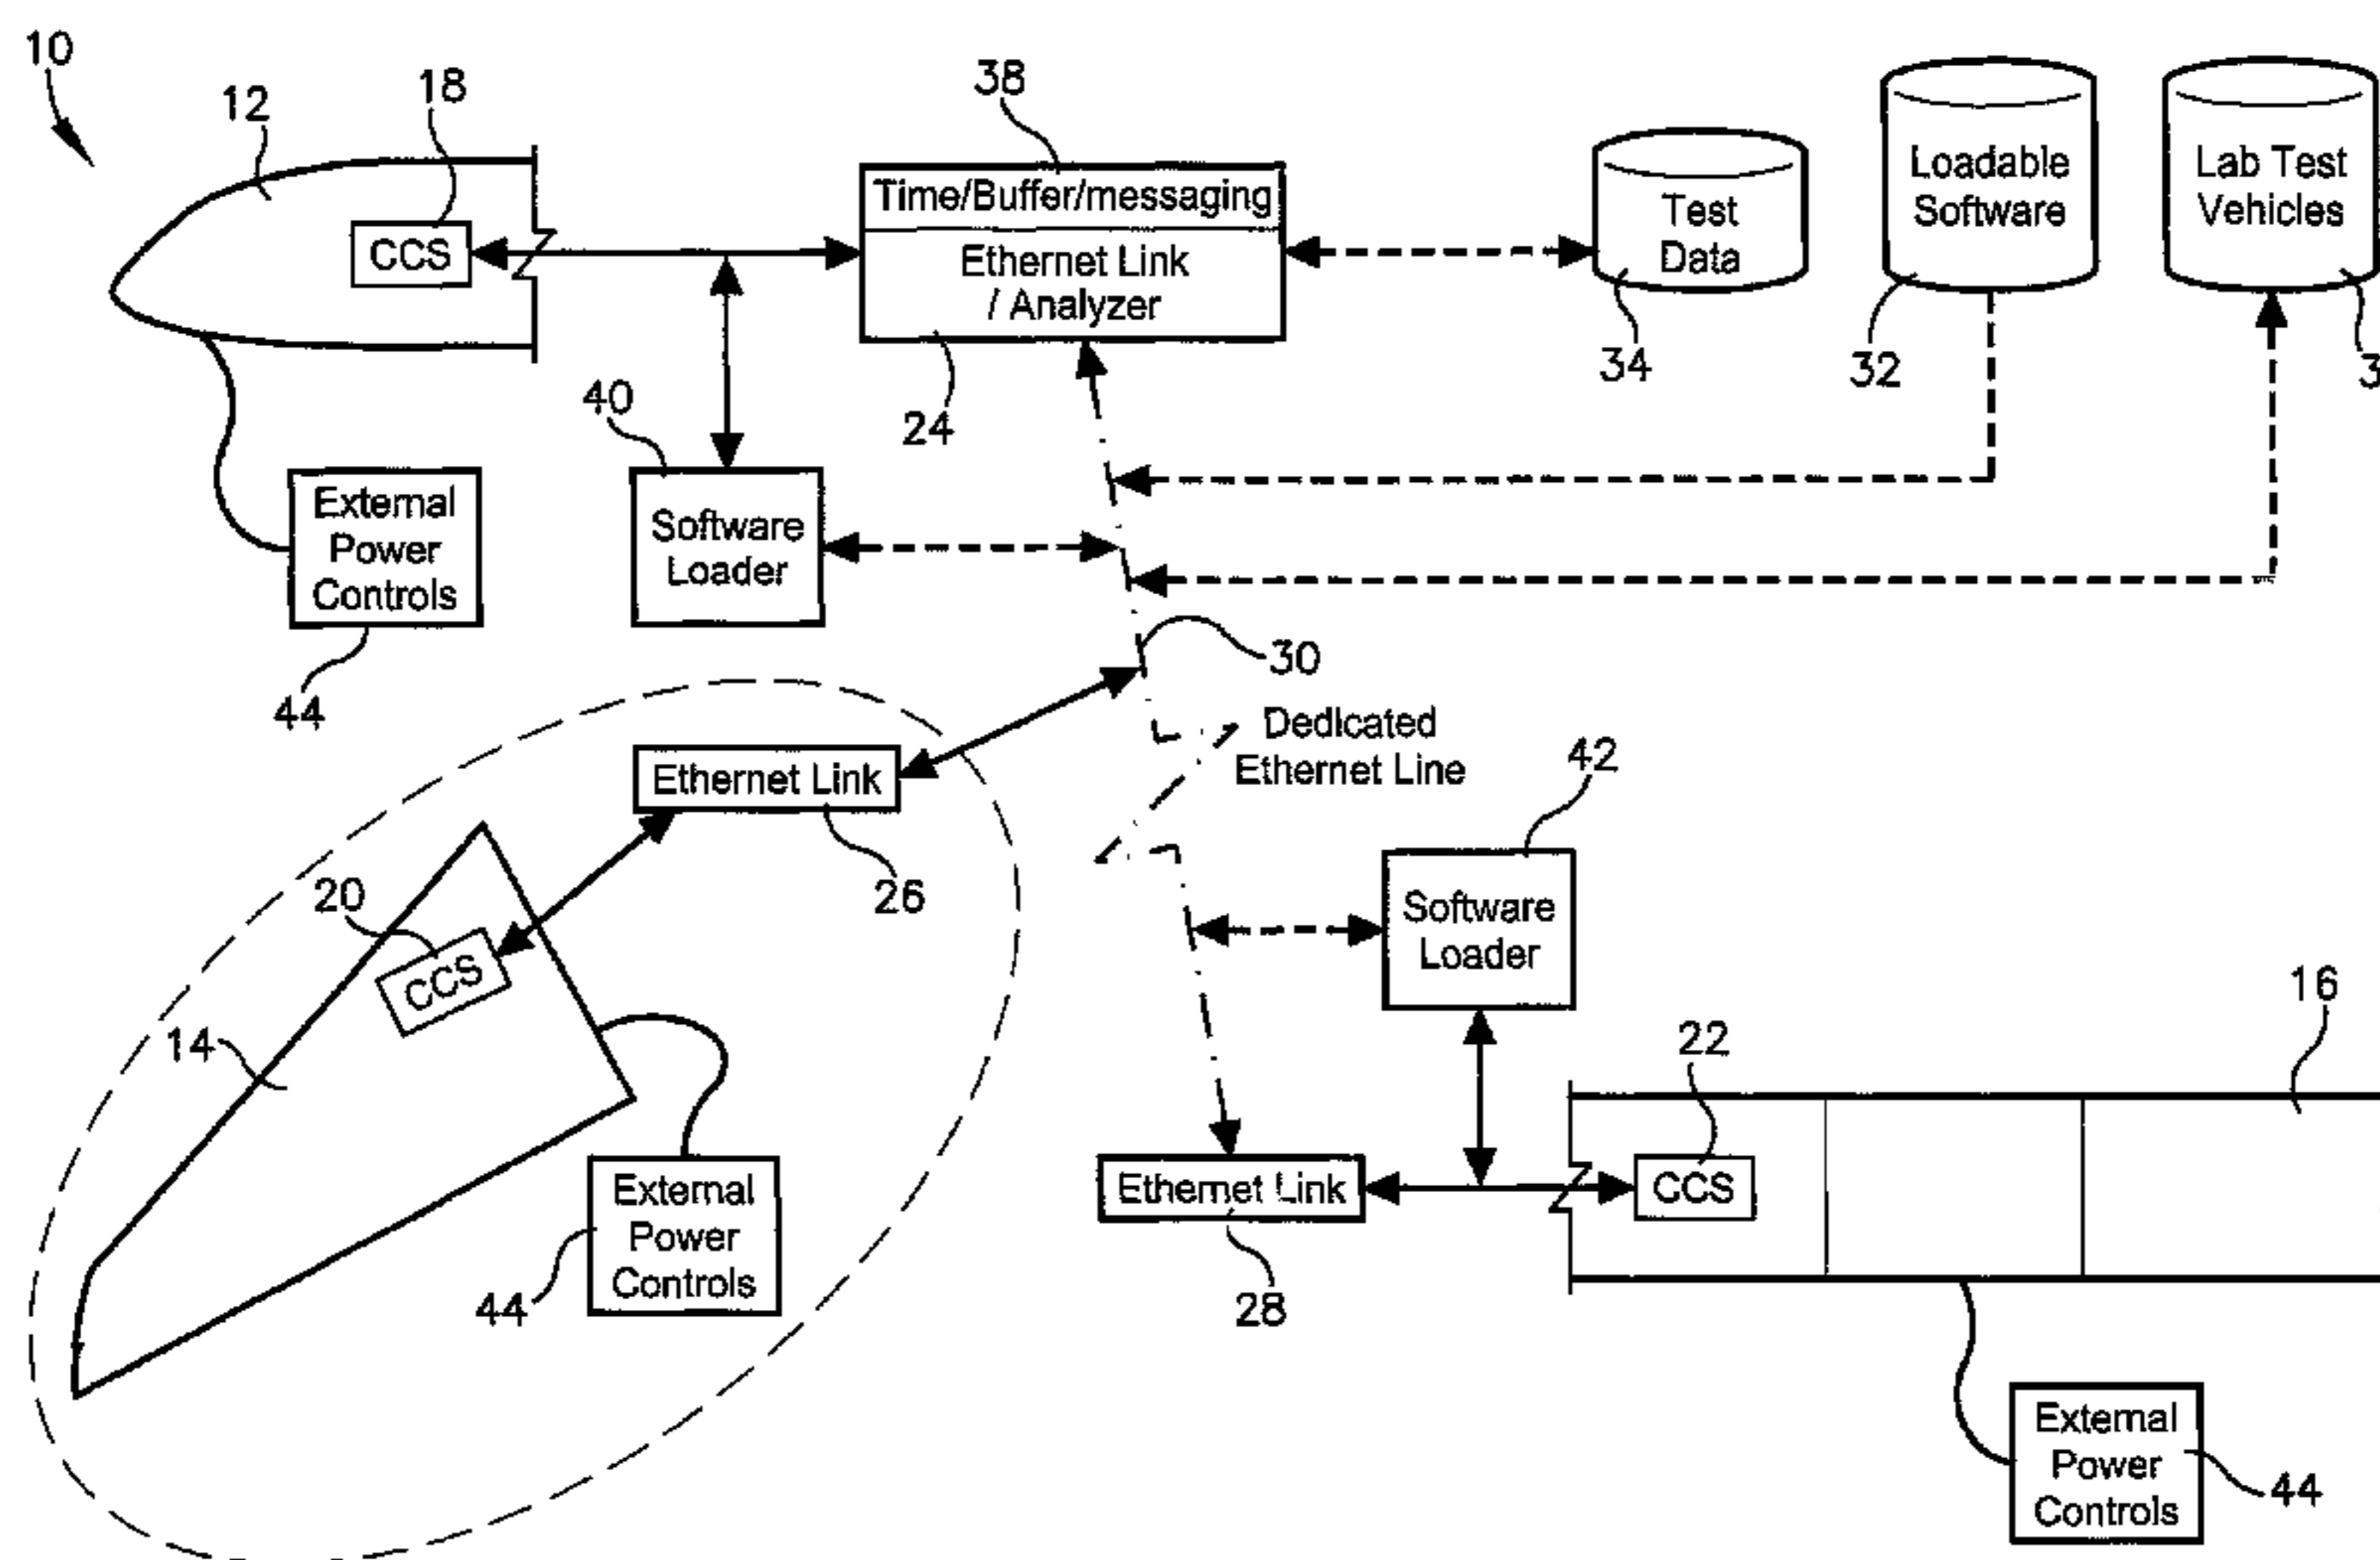 10
12
18
38
Time/Buffer/messaging
Ethernet Link
/ Analyzer
CCS
Test
Data
Loadable
Software
Lab Test
Vehicles
34
32
3
24
40
External
Power
Controls
Software
Loader
44
30
Dedicated
Ethernet Line
Ethernet Link
26
42
Software
Loader
20
CCS
14
16
22
CCS
Ethernet Link
28
External
Power
Controls
44
External
Power
Controls
44